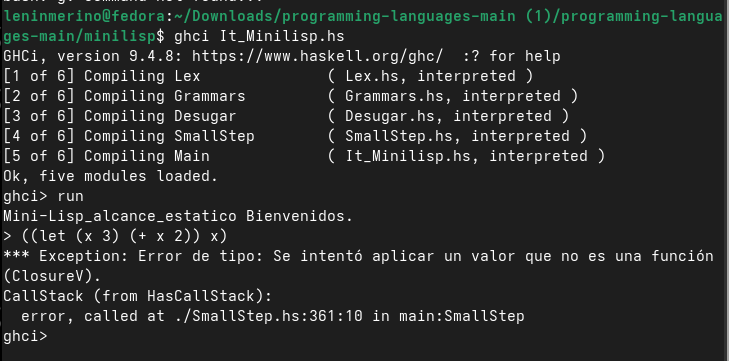 leninmerino@fedora:~/Downloads/programming-languages-main (1)/programming-langua
ges-main/minilisp$ ghci It_Minilisp.hs
GHCi, version 9.4.8: https://www.haskell.org/ghc/  :? for help
[1 of 6] Compiling Lex              ( Lex.hs, interpreted )
[2 of 6] Compiling Grammars         ( Grammars.hs, interpreted )
[3 of 6] Compiling Desugar          ( Desugar.hs, interpreted )
[4 of 6] Compiling SmallStep        ( SmallStep.hs, interpreted )
[5 of 6] Compiling Main             ( It_Minilisp.hs, interpreted )
Ok, five modules loaded.
ghci> run
Mini-Lisp_alcance_estatico Bienvenidos.
> ((let (x 3) (+ x 2)) x)
*** Exception: Error de tipo: Se intentó aplicar un valor que no es una función
(ClosureV).
CallStack (from HasCallStack):
  error, called at ./SmallStep.hs:361:10 in main:SmallStep
ghci>